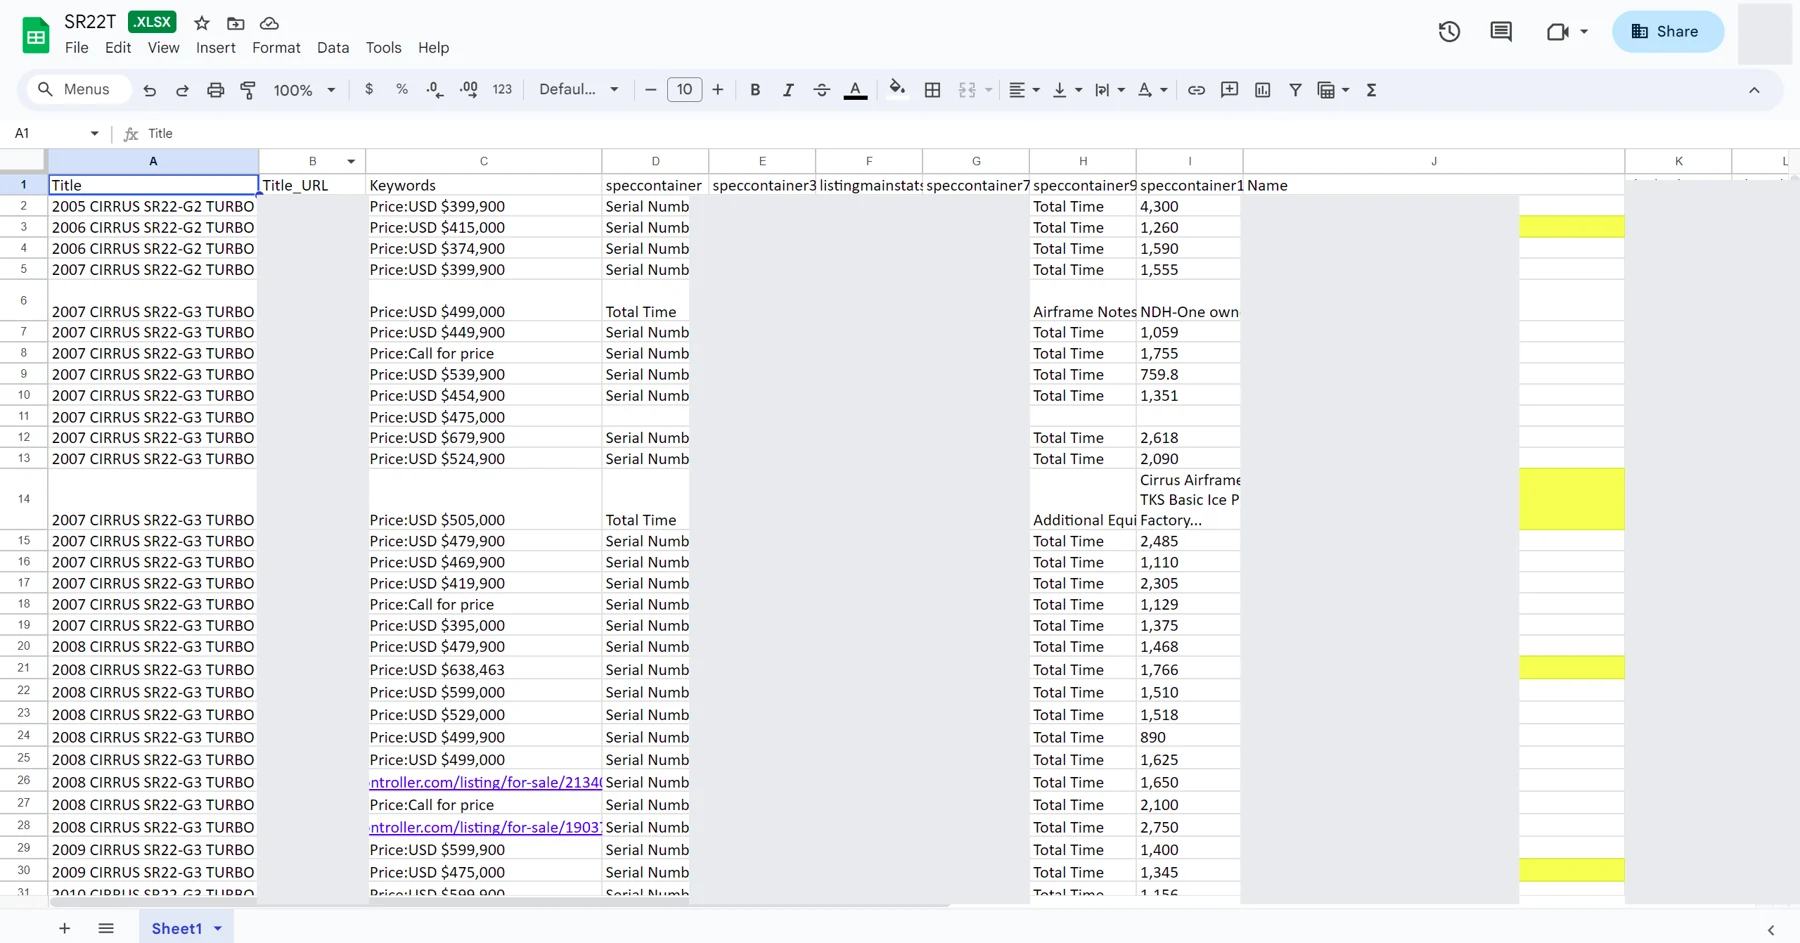 SR22T .XLSX
File Edit View Insert Format Data Tools Help
Share
Menus 100% $ % .0 .00 123 Defaul... 10 B I A Σ
A1 fx Title
A B C D E F G H I J K L
1 Title Title_URL Keywords speccontainer speccontainer3 listingmainstats speccontainer7 speccontainer9 speccontainer1 Name
2 2005 CIRRUS SR22-G2 TURBO Price:USD $399,900 Serial Numb Total Time 4,300
3 2006 CIRRUS SR22-G2 TURBO Price:USD $415,000 Serial Numb Total Time 1,260
4 2006 CIRRUS SR22-G2 TURBO Price:USD $374,900 Serial Numb Total Time 1,590
5 2007 CIRRUS SR22-G2 TURBO Price:USD $399,900 Serial Numb Total Time 1,555
6 2007 CIRRUS SR22-G3 TURBO Price:USD $499,000 Total Time Airframe Notes NDH-One own
7 2007 CIRRUS SR22-G3 TURBO Price:USD $449,900 Serial Numb Total Time 1,059
8 2007 CIRRUS SR22-G3 TURBO Price:Call for price Serial Numb Total Time 1,755
9 2007 CIRRUS SR22-G3 TURBO Price:USD $539,900 Serial Numb Total Time 759.8
10 2007 CIRRUS SR22-G3 TURBO Price:USD $454,900 Serial Numb Total Time 1,351
11 2007 CIRRUS SR22-G3 TURBO Price:USD $475,000
12 2007 CIRRUS SR22-G3 TURBO Price:USD $679,900 Serial Numb Total Time 2,618
13 2007 CIRRUS SR22-G3 TURBO Price:USD $524,900 Serial Numb Total Time 2,090
Cirrus Airframe
14 TKS Basic Ice P
2007 CIRRUS SR22-G3 TURBO Price:USD $505,000 Total Time Additional Equi Factory...
15 2007 CIRRUS SR22-G3 TURBO Price:USD $479,900 Serial Numb Total Time 2,485
16 2007 CIRRUS SR22-G3 TURBO Price:USD $469,900 Serial Numb Total Time 1,110
17 2007 CIRRUS SR22-G3 TURBO Price:USD $419,900 Serial Numb Total Time 2,305
18 2007 CIRRUS SR22-G3 TURBO Price:Call for price Serial Numb Total Time 1,129
19 2007 CIRRUS SR22-G3 TURBO Price:USD $395,000 Serial Numb Total Time 1,375
20 2008 CIRRUS SR22-G3 TURBO Price:USD $479,900 Serial Numb Total Time 1,468
21 2008 CIRRUS SR22-G3 TURBO Price:USD $638,463 Serial Numb Total Time 1,766
22 2008 CIRRUS SR22-G3 TURBO Price:USD $599,000 Serial Numb Total Time 1,510
23 2008 CIRRUS SR22-G3 TURBO Price:USD $529,000 Serial Numb Total Time 1,518
24 2008 CIRRUS SR22-G3 TURBO Price:USD $499,900 Serial Numb Total Time 890
25 2008 CIRRUS SR22-G3 TURBO Price:USD $499,000 Serial Numb Total Time 1,625
26 2008 CIRRUS SR22-G3 TURBO ontroller.com/listing/for-sale/21340 Serial Numb Total Time 1,650
27 2008 CIRRUS SR22-G3 TURBO Price:Call for price Serial Numb Total Time 2,100
28 2008 CIRRUS SR22-G3 TURBO ontroller.com/listing/for-sale/19037 Serial Numb Total Time 2,750
29 2009 CIRRUS SR22-G3 TURBO Price:USD $599,900 Serial Numb Total Time 1,400
30 2009 CIRRUS SR22-G3 TURBO Price:USD $475,000 Serial Numb Total Time 1,345
31 2010 CIRRUS SR22-G3 TURBO Price:USD $599,900 Serial Numb Total Time 1,156
Sheet1